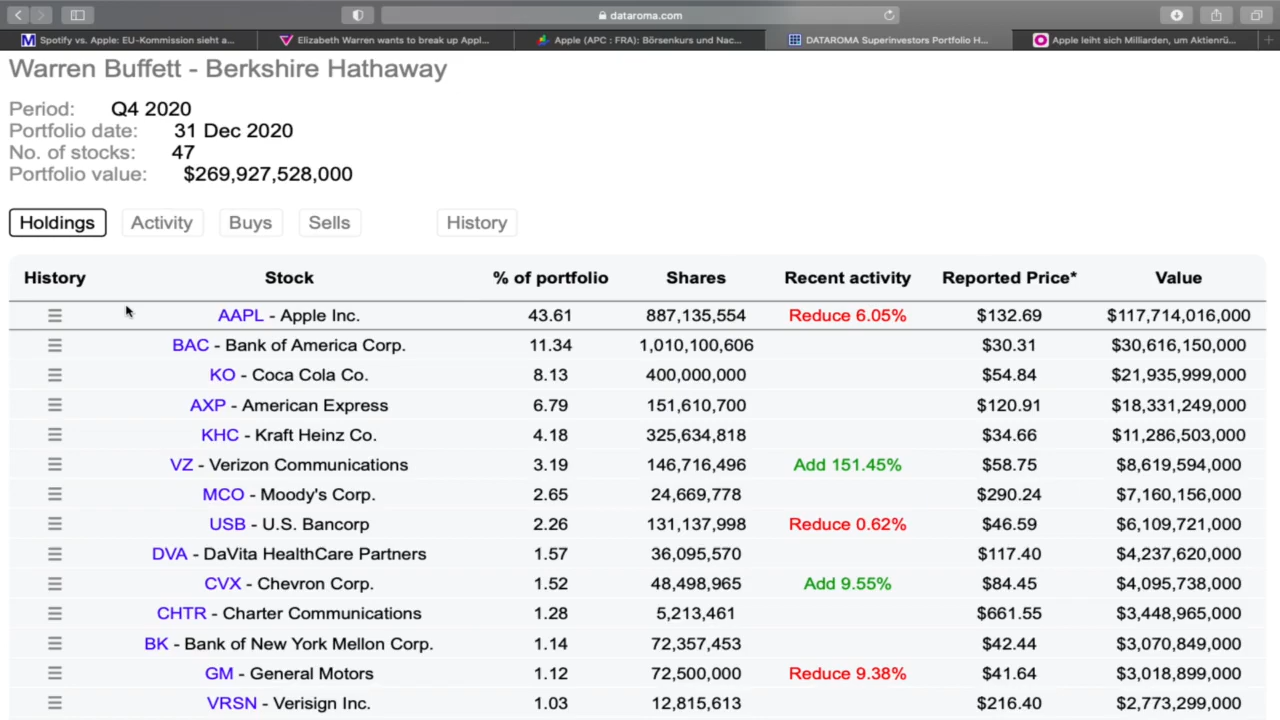 dataroma.com
Spotify vs. Apple: EU-Kommission sieht a...
Elizabeth Warren wants to break up Appl...
Apple (APC : FRA): Börsenkurs und Nac...
DATAROMA Superinvestors Portfolio H...
Apple leiht sich Milliarden, um Aktienrü...
Warren Buffett - Berkshire Hathaway
Period: Q4 2020
Portfolio date: 31 Dec 2020
No. of stocks: 47
Portfolio value: $269,927,528,000
Holdings Activity Buys Sells History
History Stock % of portfolio Shares Recent activity Reported Price* Value
≡ AAPL - Apple Inc. 43.61 887,135,554 Reduce 6.05% $132.69 $117,714,016,000
≡ BAC - Bank of America Corp. 11.34 1,010,100,606 $30.31 $30,616,150,000
≡ KO - Coca Cola Co. 8.13 400,000,000 $54.84 $21,935,999,000
≡ AXP - American Express 6.79 151,610,700 $120.91 $18,331,249,000
≡ KHC - Kraft Heinz Co. 4.18 325,634,818 $34.66 $11,286,503,000
≡ VZ - Verizon Communications 3.19 146,716,496 Add 151.45% $58.75 $8,619,594,000
≡ MCO - Moody's Corp. 2.65 24,669,778 $290.24 $7,160,156,000
≡ USB - U.S. Bancorp 2.26 131,137,998 Reduce 0.62% $46.59 $6,109,721,000
≡ DVA - DaVita HealthCare Partners 1.57 36,095,570 $117.40 $4,237,620,000
≡ CVX - Chevron Corp. 1.52 48,498,965 Add 9.55% $84.45 $4,095,738,000
≡ CHTR - Charter Communications 1.28 5,213,461 $661.55 $3,448,965,000
≡ BK - Bank of New York Mellon Corp. 1.14 72,357,453 $42.44 $3,070,849,000
≡ GM - General Motors 1.12 72,500,000 Reduce 9.38% $41.64 $3,018,899,000
≡ VRSN - Verisign Inc. 1.03 12,815,613 $216.40 $2,773,299,000